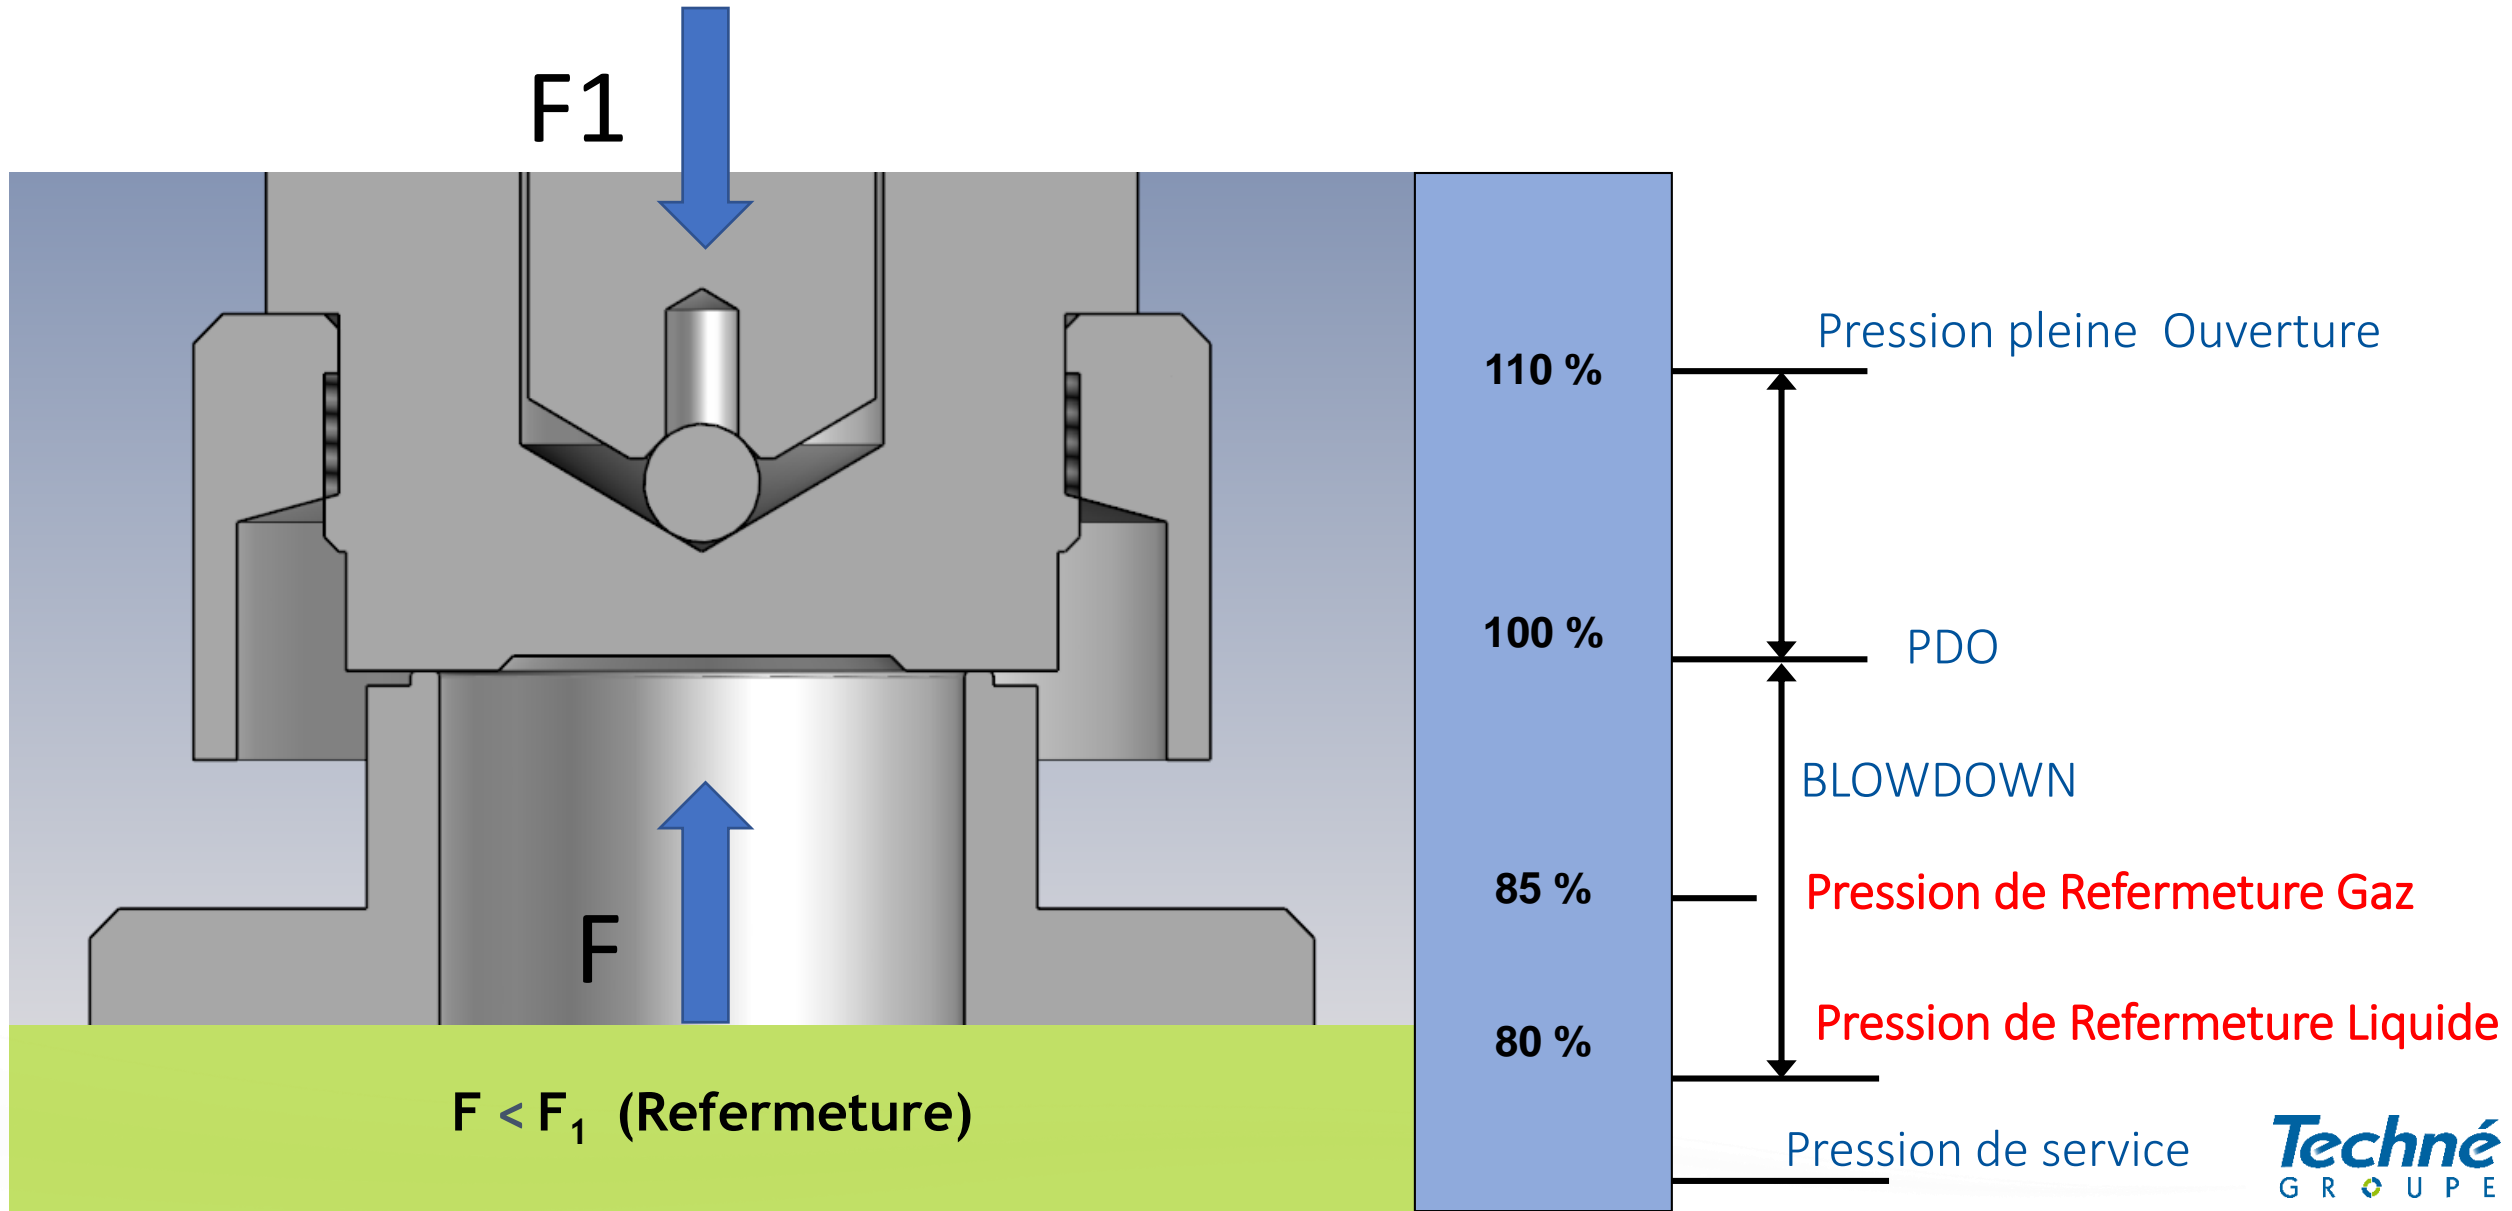 F1
Pression pleine Ouverture
110 %
100 %
PDO
BLOWDOWN
85 %
Pression de Refermeture Gaz
F
80 %
Pression de Refermeture Liquide
F < F1 (Refermeture)
Pression de service
Techné
GROUPE